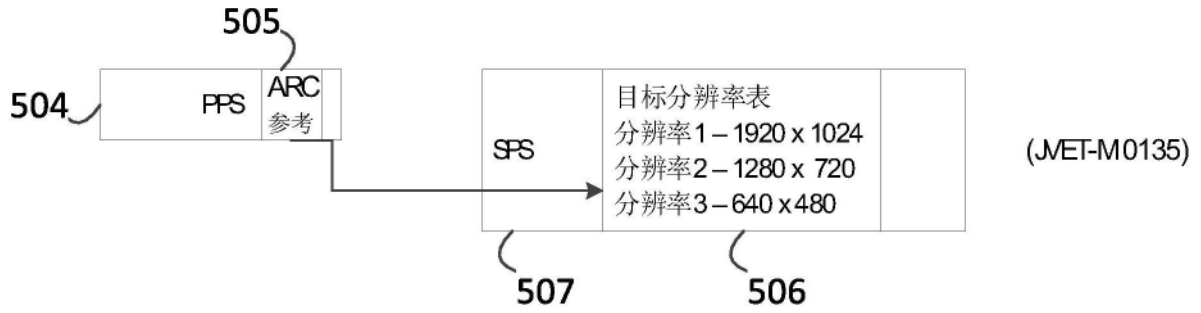 505
504
PPS
ARC
参考
SPS
目标分辨率表
分辨率1 – 1920 x 1024
分辨率2 – 1280 x 720
分辨率3 – 640 x 480
(JVET-M0135)
507
506